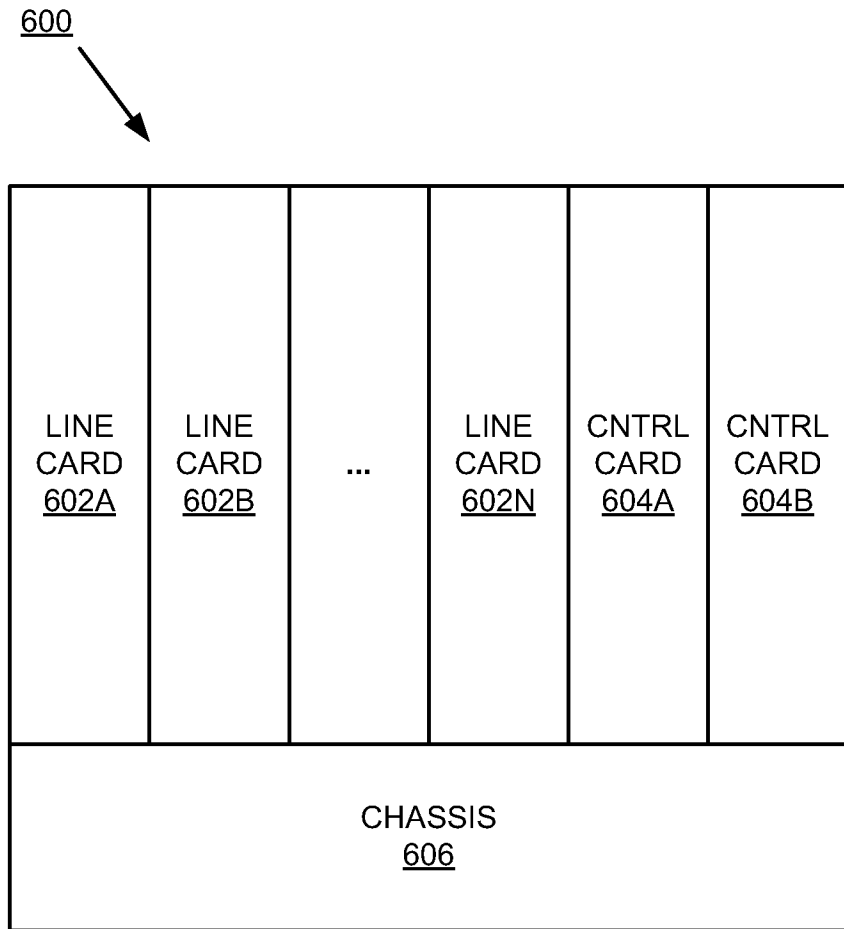 600
LINE CARD 602A
LINE CARD 602B
...
LINE CARD 602N
CNTRL CARD 604A
CNTRL CARD 604B
CHASSIS
606